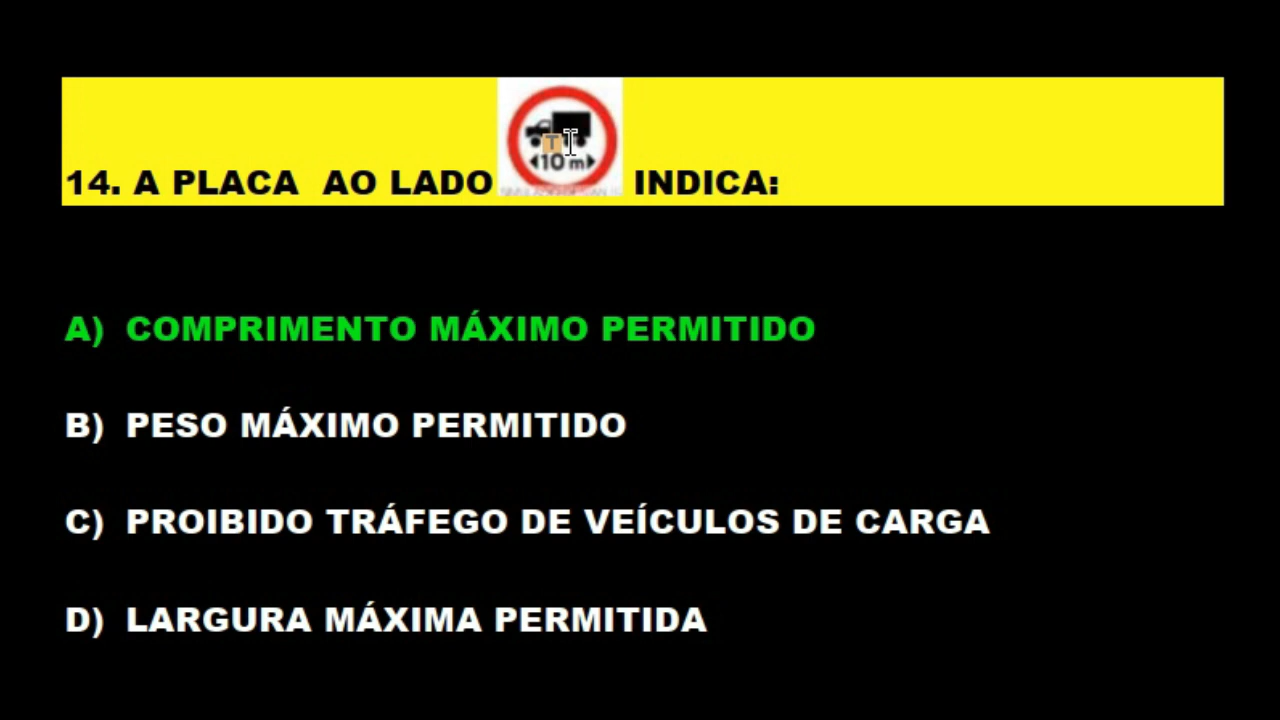 10 m
14. A PLACA AO LADO INDICA:
A) COMPRIMENTO MÁXIMO PERMITIDO
B) PESO MÁXIMO PERMITIDO
C) PROIBIDO TRÁFEGO DE VEÍCULOS DE CARGA
D) LARGURA MÁXIMA PERMITIDA